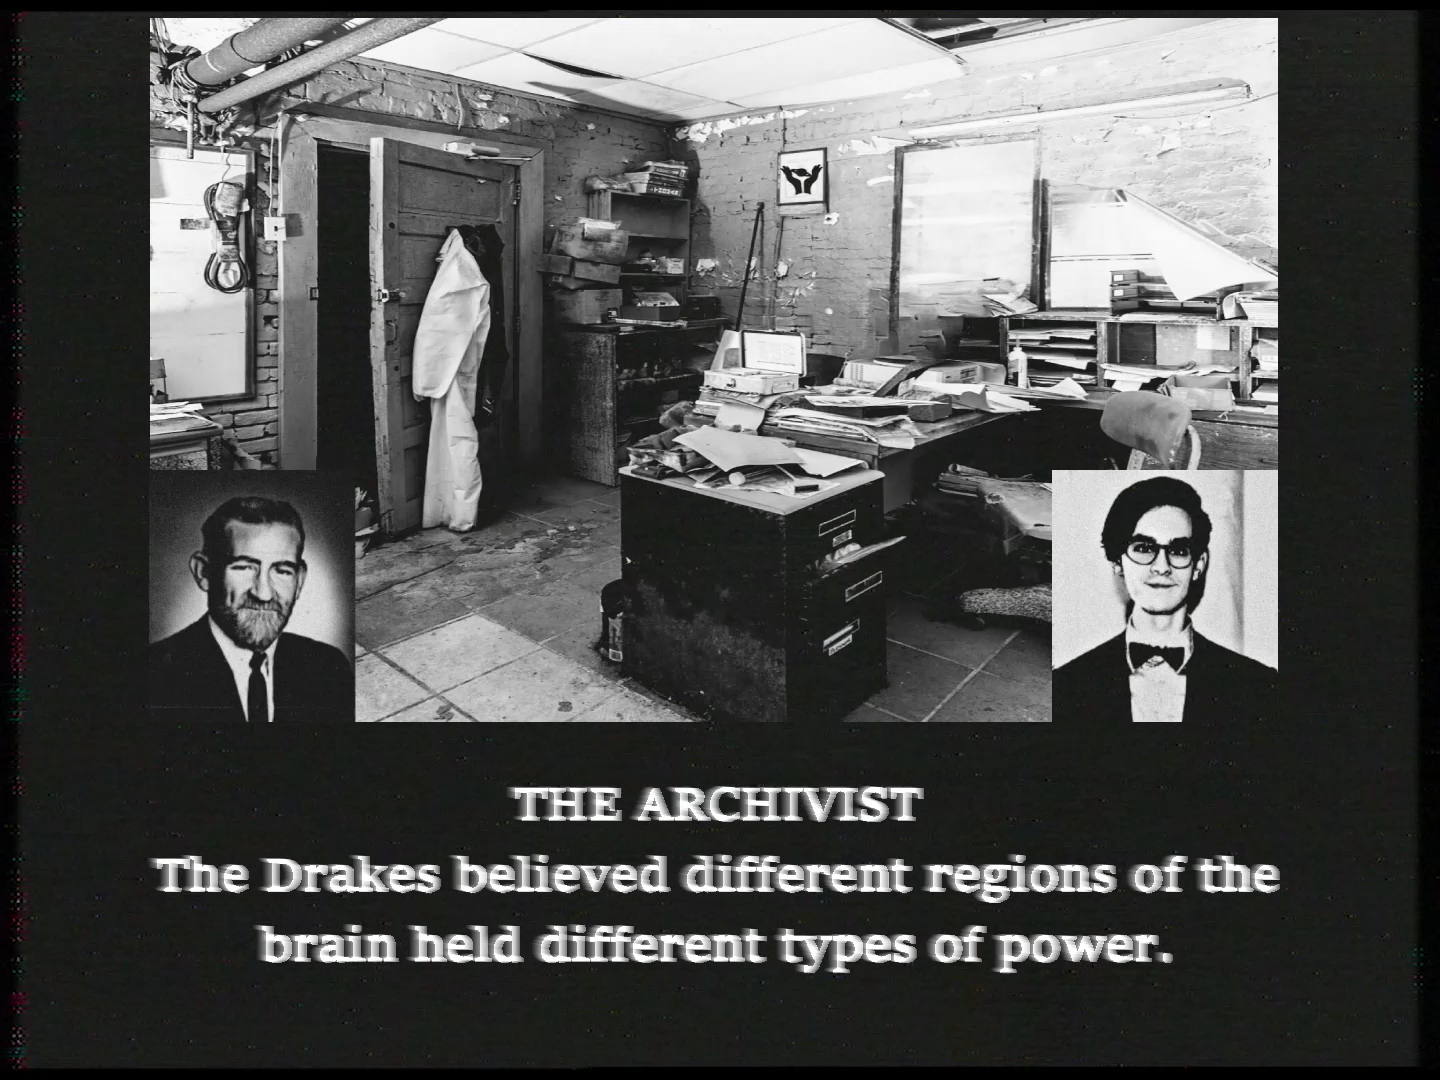 THE ARCHIVIST
The Drakes believed different regions of the
brain held different types of power.